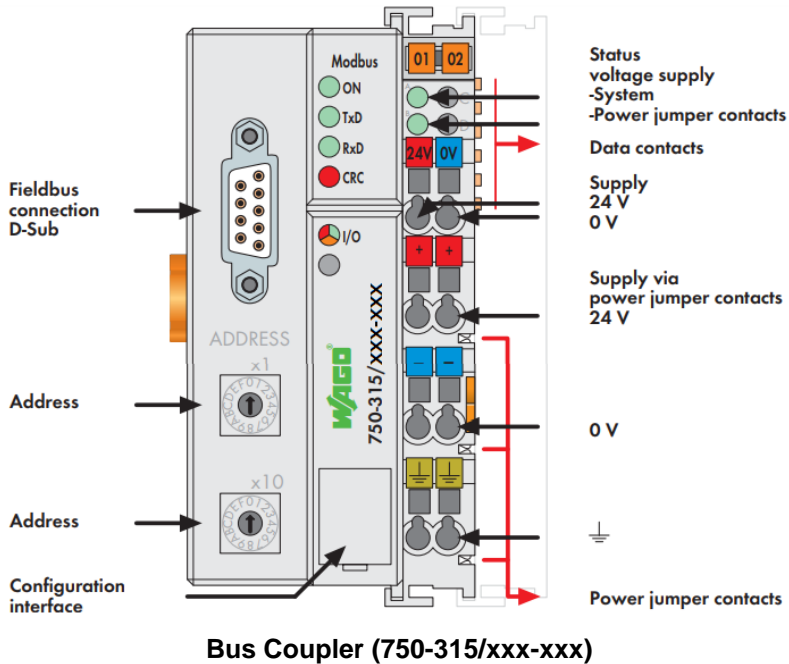 Modbus
ON
TxD
RxD
CRC
I/O
01 02
A
C
B
D
24V 0V
+ +
– –
Status
voltage supply
-System
-Power jumper contacts
Data contacts
Supply
24 V
0 V
Supply via
power jumper contacts
24 V
0 V
Power jumper contacts
Fieldbus
connection
D-Sub
ADDRESS
x1
0123456789ABCDEF
Address
x10
0123456789ABCDEF
Address
Configuration
interface
WAGO®
750-315/xxx-xxx
Bus Coupler (750-315/xxx-xxx)